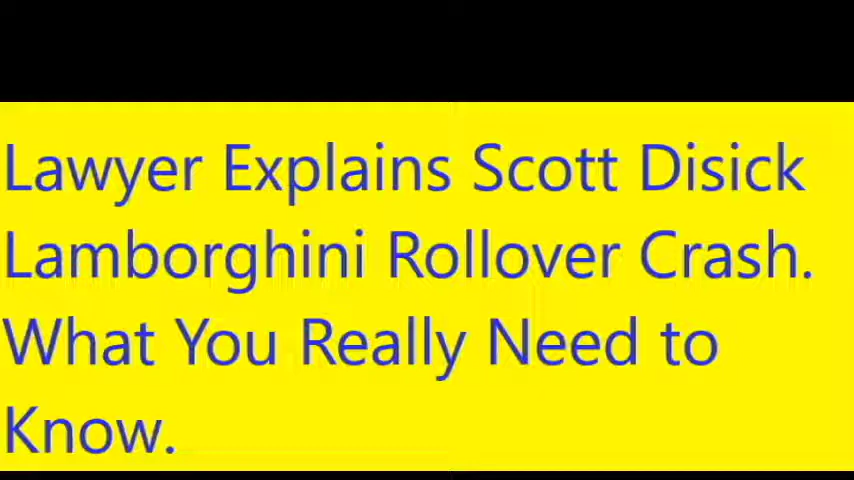 Lawyer Explains Scott Disick
Lamborghini Rollover Crash.
What You Really Need to
Know.